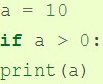 a = 10
if a > 0:
print(a)